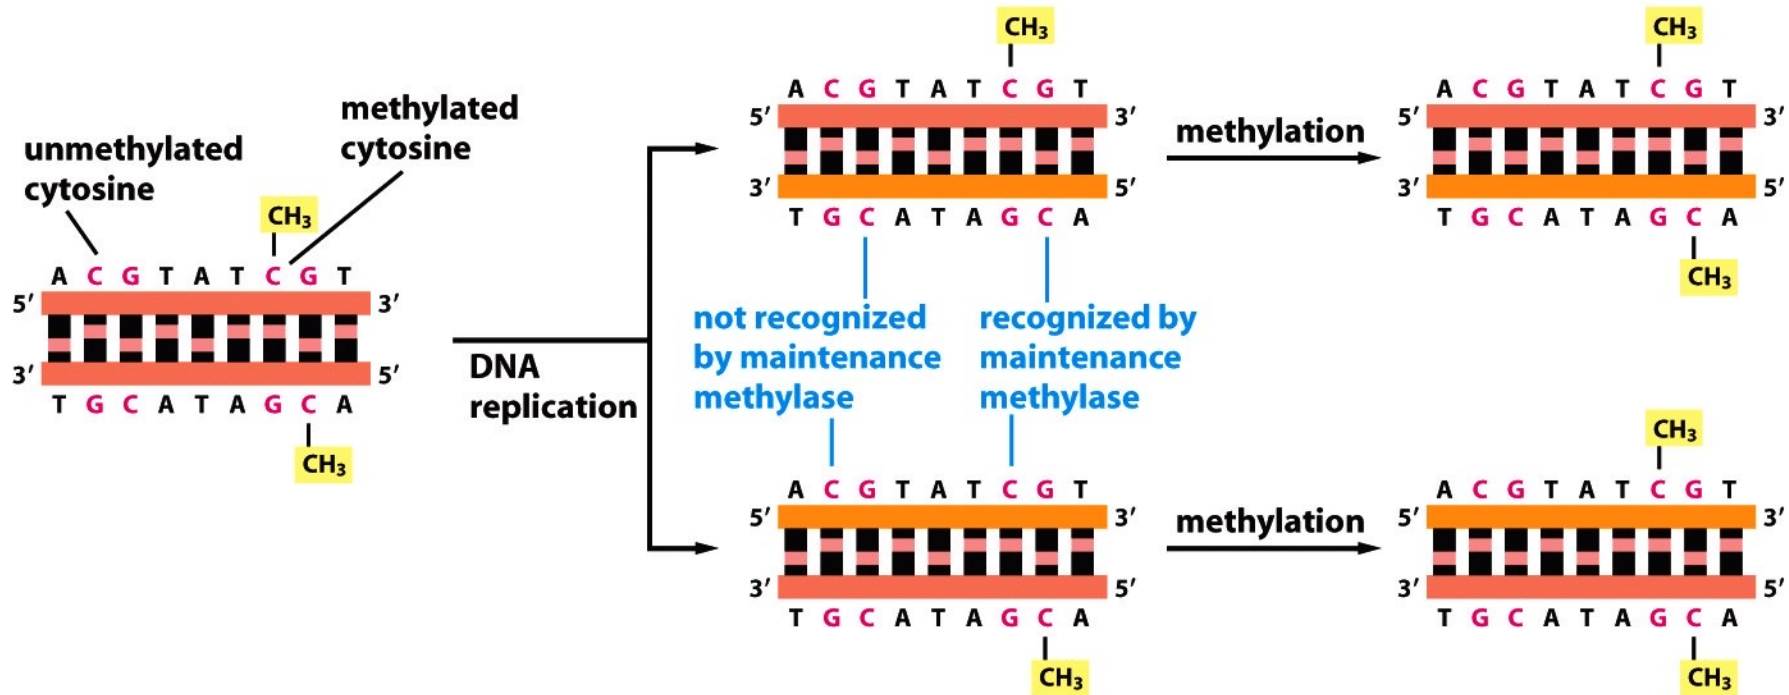 unmethylated
cytosine
methylated
cytosine
CH₃
A C G T A T C G T
5′ 3′
3′ 5′
T G C A T A G C A
CH₃
DNA
replication
CH₃
A C G T A T C G T
5′ 3′
3′ 5′
T G C A T A G C A
not recognized
by maintenance
methylase
recognized by
maintenance
methylase
A C G T A T C G T
5′ 3′
3′ 5′
T G C A T A G C A
CH₃
methylation
CH₃
A C G T A T C G T
5′ 3′
3′ 5′
T G C A T A G C A
CH₃
methylation
CH₃
A C G T A T C G T
5′ 3′
3′ 5′
T G C A T A G C A
CH₃